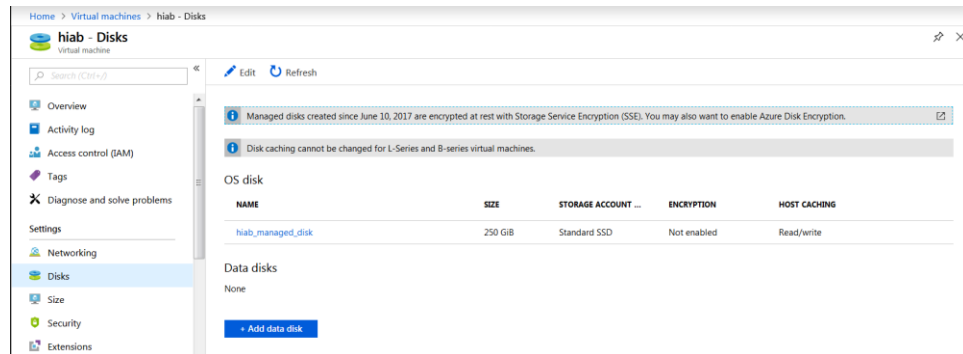 Home > Virtual machines > hiab - Disks
hiab - Disks
Virtual machine
Search (Ctrl+/)
Overview
Activity log
Access control (IAM)
Tags
Diagnose and solve problems
Settings
Networking
Disks
Size
Security
Extensions
Edit Refresh
Managed disks created since June 10, 2017 are encrypted at rest with Storage Service Encryption (SSE). You may also want to enable Azure Disk Encryption.
Disk caching cannot be changed for L-Series and B-series virtual machines.
OS disk
NAME SIZE STORAGE ACCOUNT ... ENCRYPTION HOST CACHING
hiab_managed_disk 250 GiB Standard SSD Not enabled Read/write
Data disks
None
+ Add data disk